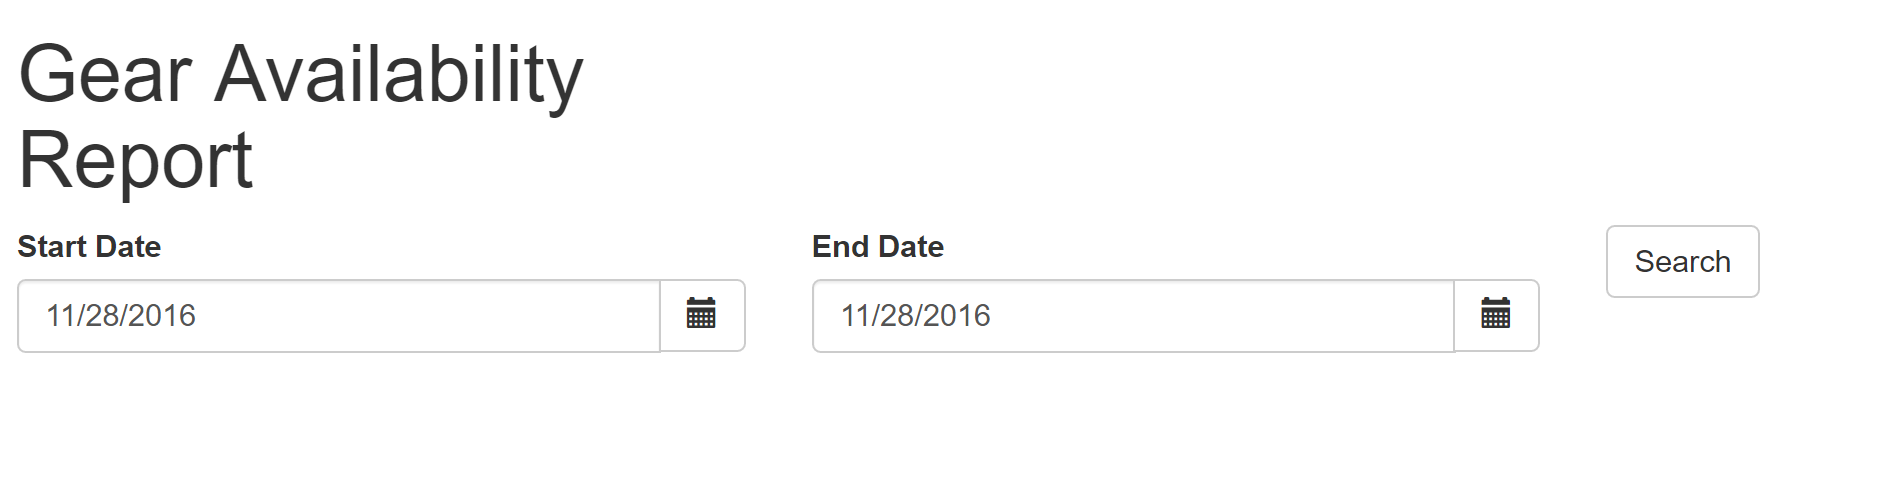 Gear Availability
Report
Start Date
End Date
Search
11/28/2016
11/28/2016